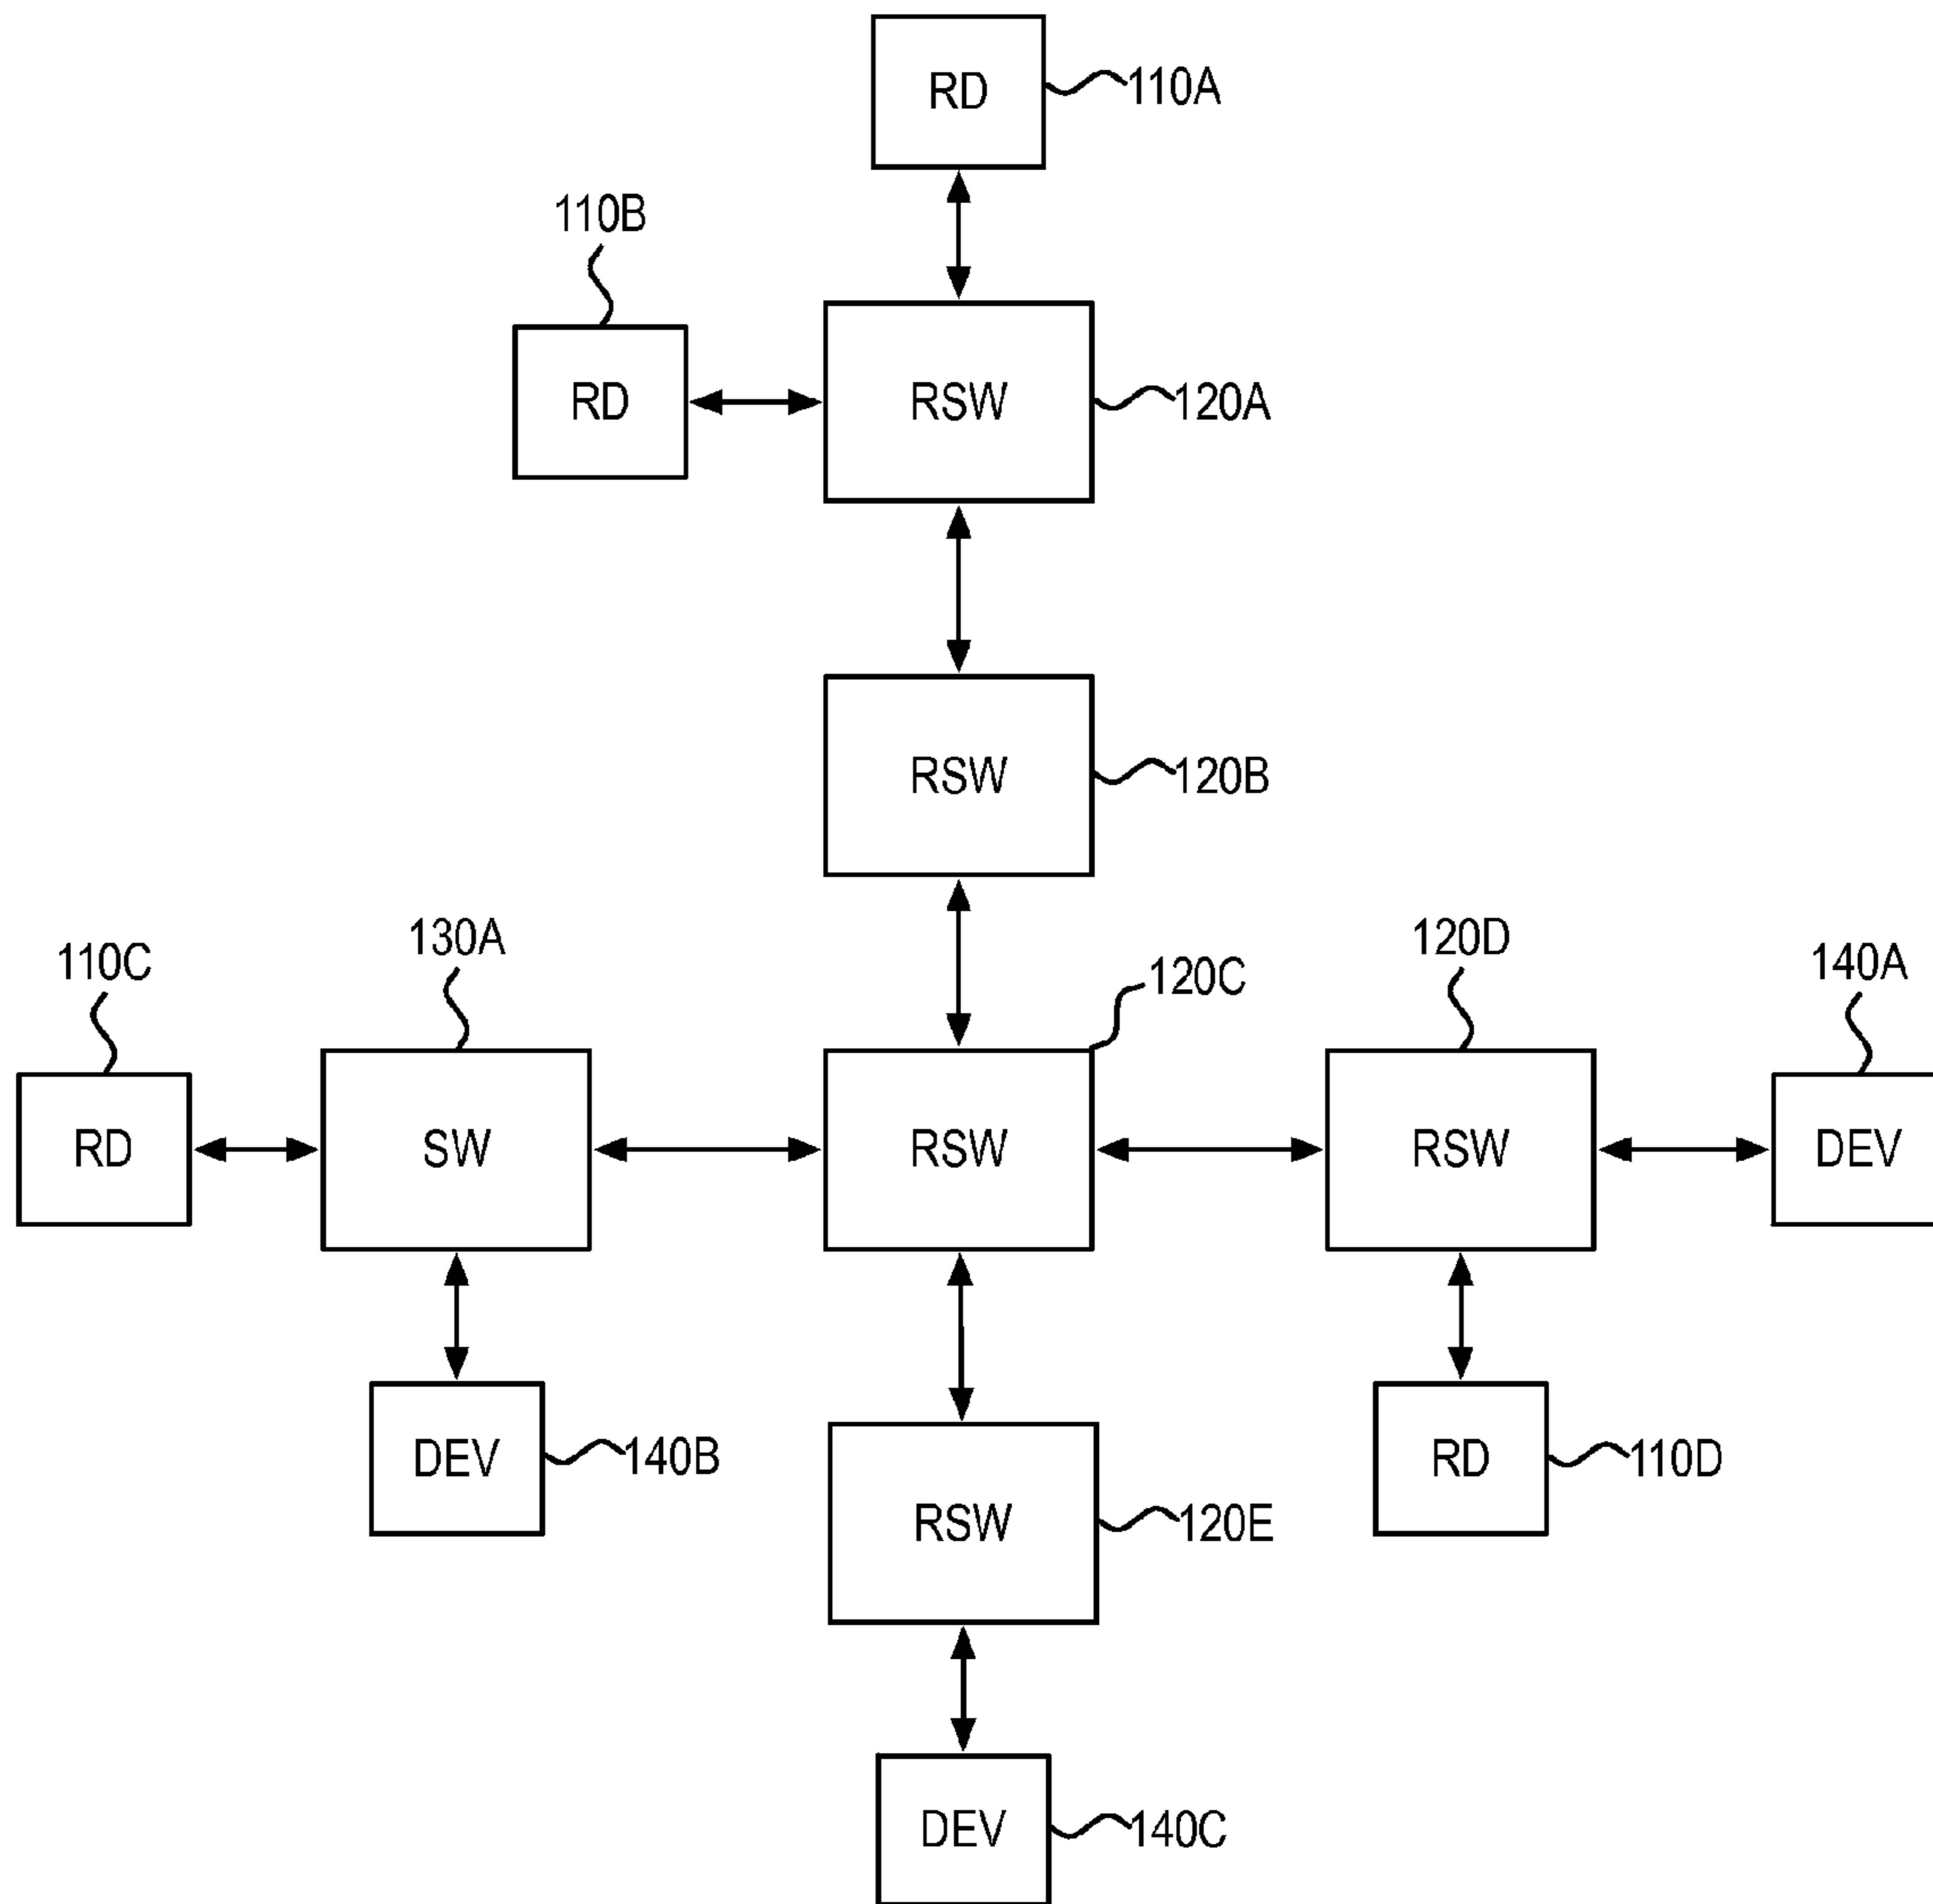 RD
110A
110B
RD
RSW
120A
RSW
120B
110C
130A
120C
120D
140A
RD
SW
RSW
RSW
DEV
DEV
140B
RSW
120E
RD
110D
DEV
140C